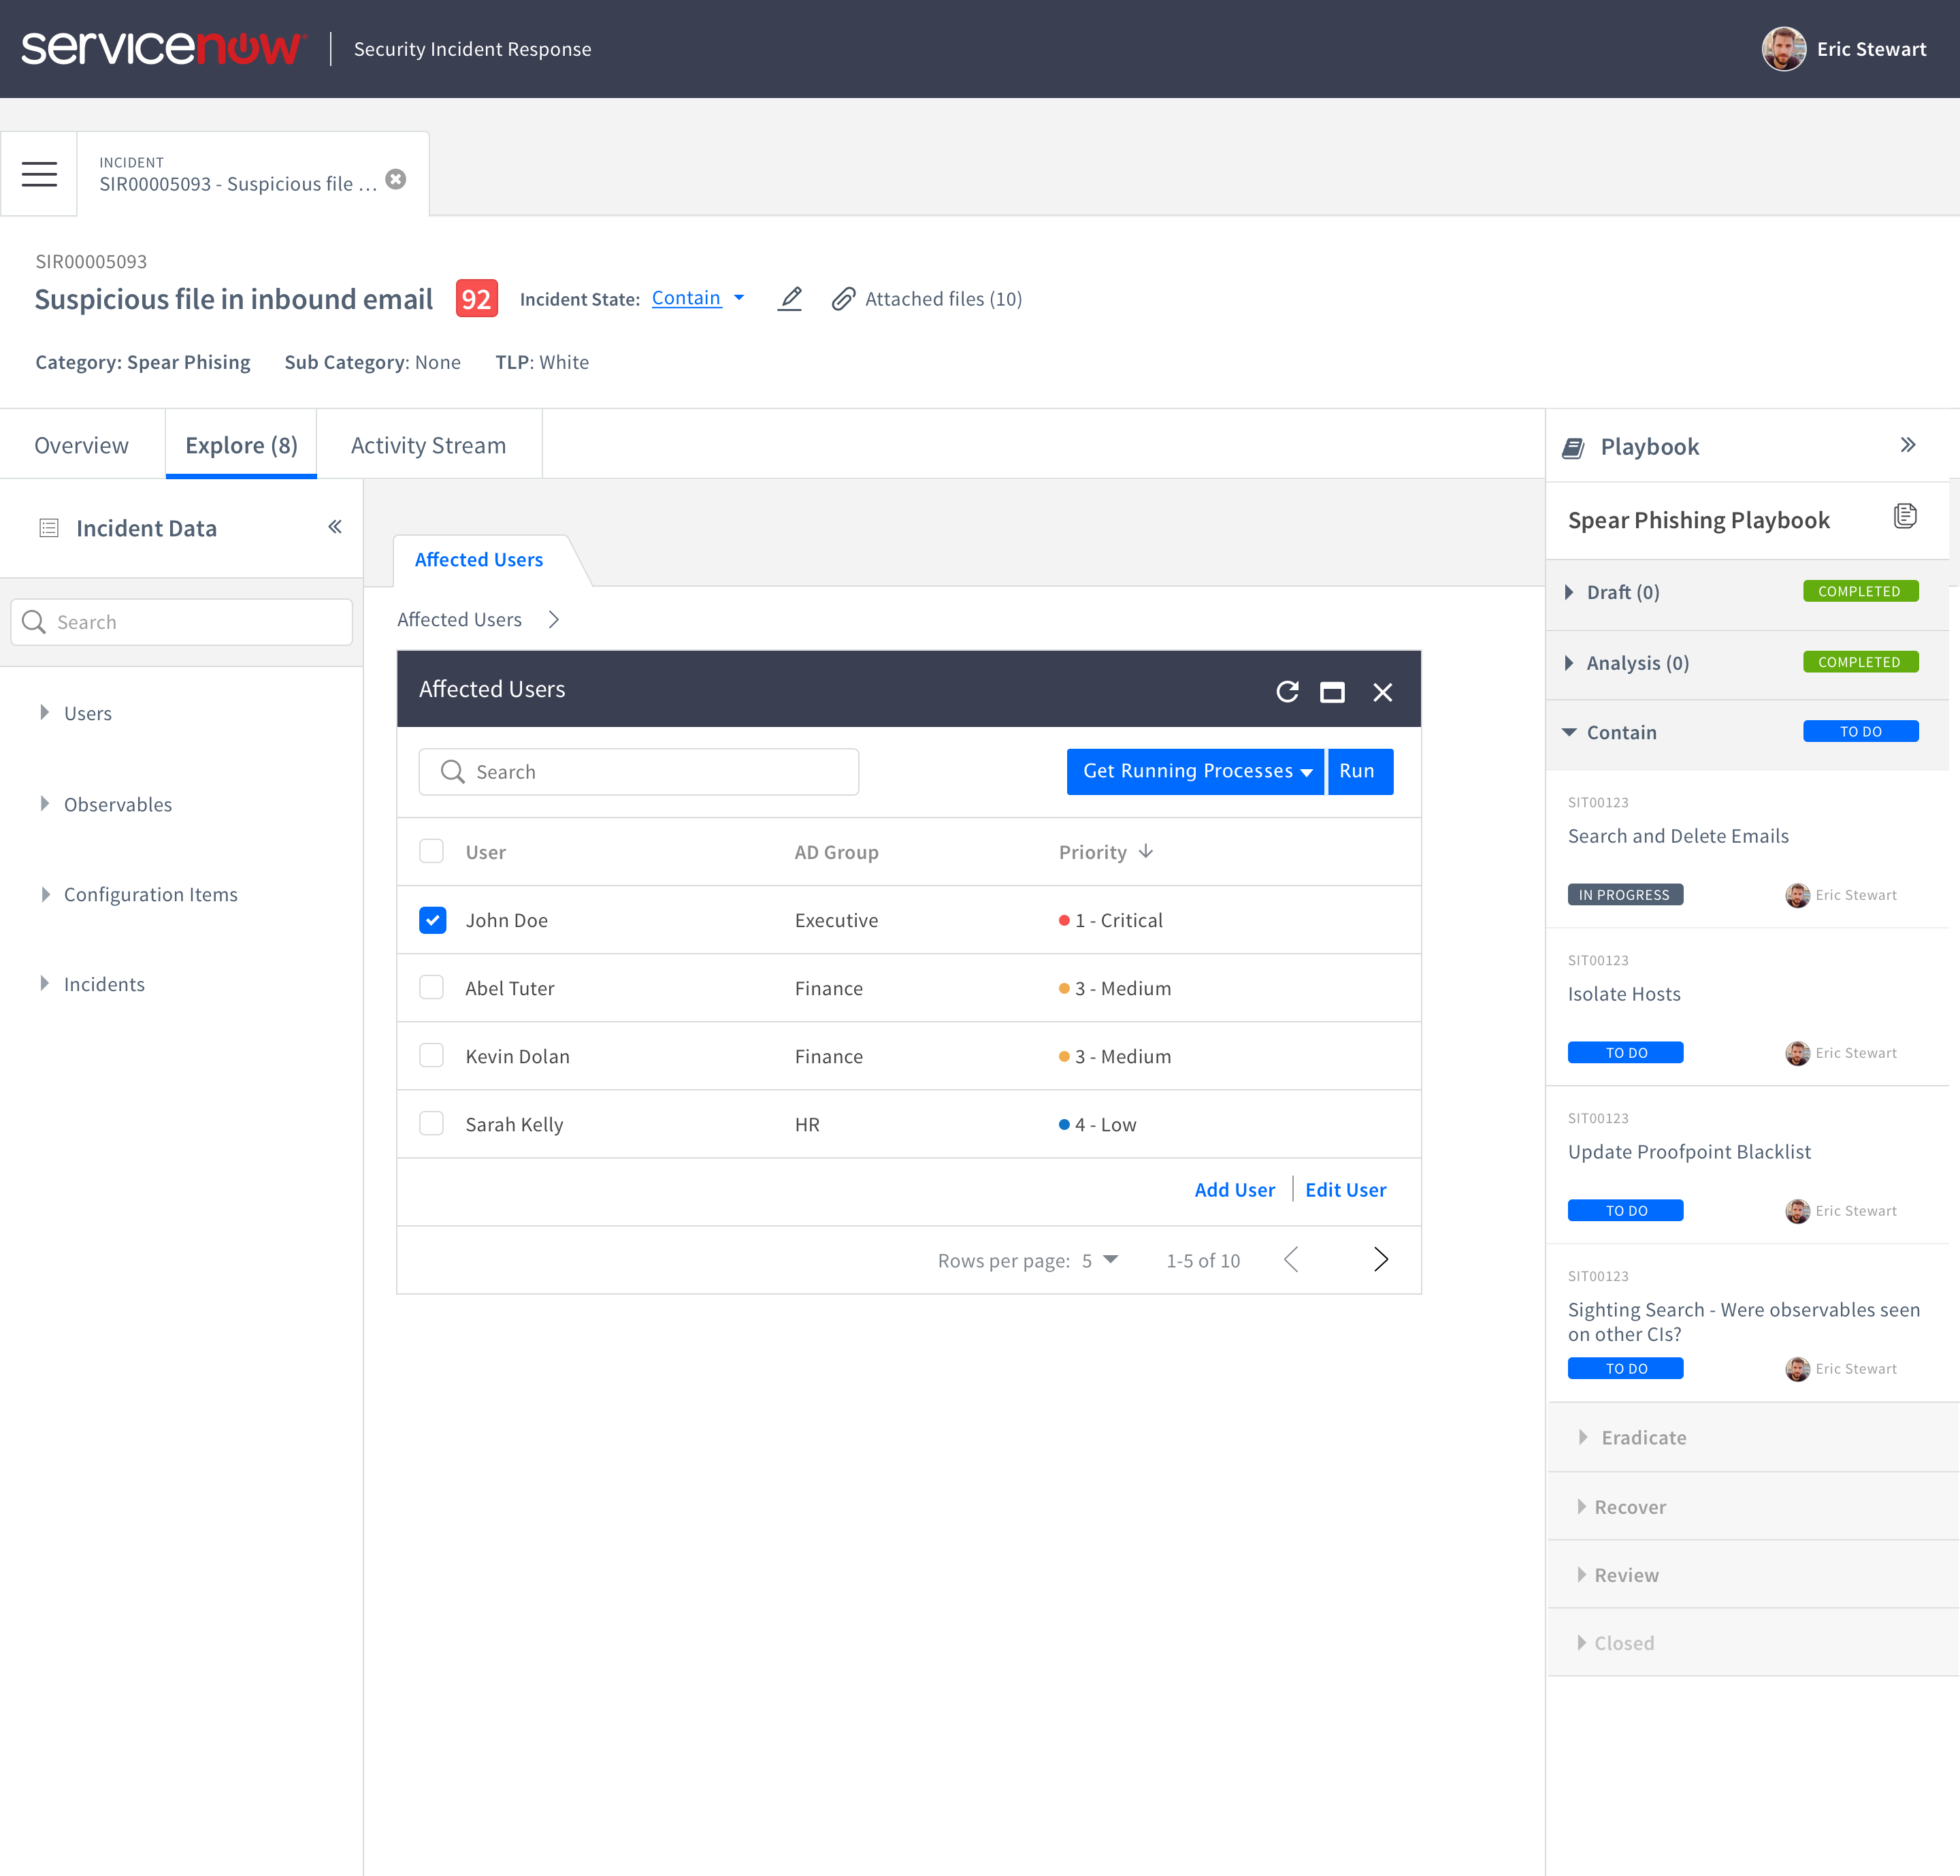 servicenow
Security Incident Response
Eric Stewart
INCIDENT
SIR00005093 - Suspicious file ...
SIR00005093
Suspicious file in inbound email
92
Incident State: Contain
Attached files (10)
Category: Spear Phising
Sub Category: None
TLP: White
Overview
Explore (8)
Activity Stream
Incident Data
Search
Users
Observables
Configuration Items
Incidents
Affected Users
Affected Users
Affected Users
Search
Get Running Processes
Run
User
AD Group
Priority
John Doe
Executive
1 - Critical
Abel Tuter
Finance
3 - Medium
Kevin Dolan
Finance
3 - Medium
Sarah Kelly
HR
4 - Low
Add User
Edit User
Rows per page: 5
1-5 of 10
Playbook
Spear Phishing Playbook
Draft (0)
COMPLETED
Analysis (0)
COMPLETED
Contain
TO DO
SIT00123
Search and Delete Emails
IN PROGRESS
Eric Stewart
SIT00123
Isolate Hosts
TO DO
Eric Stewart
SIT00123
Update Proofpoint Blacklist
TO DO
Eric Stewart
SIT00123
Sighting Search - Were observables seen
on other CIs?
TO DO
Eric Stewart
Eradicate
Recover
Review
Closed